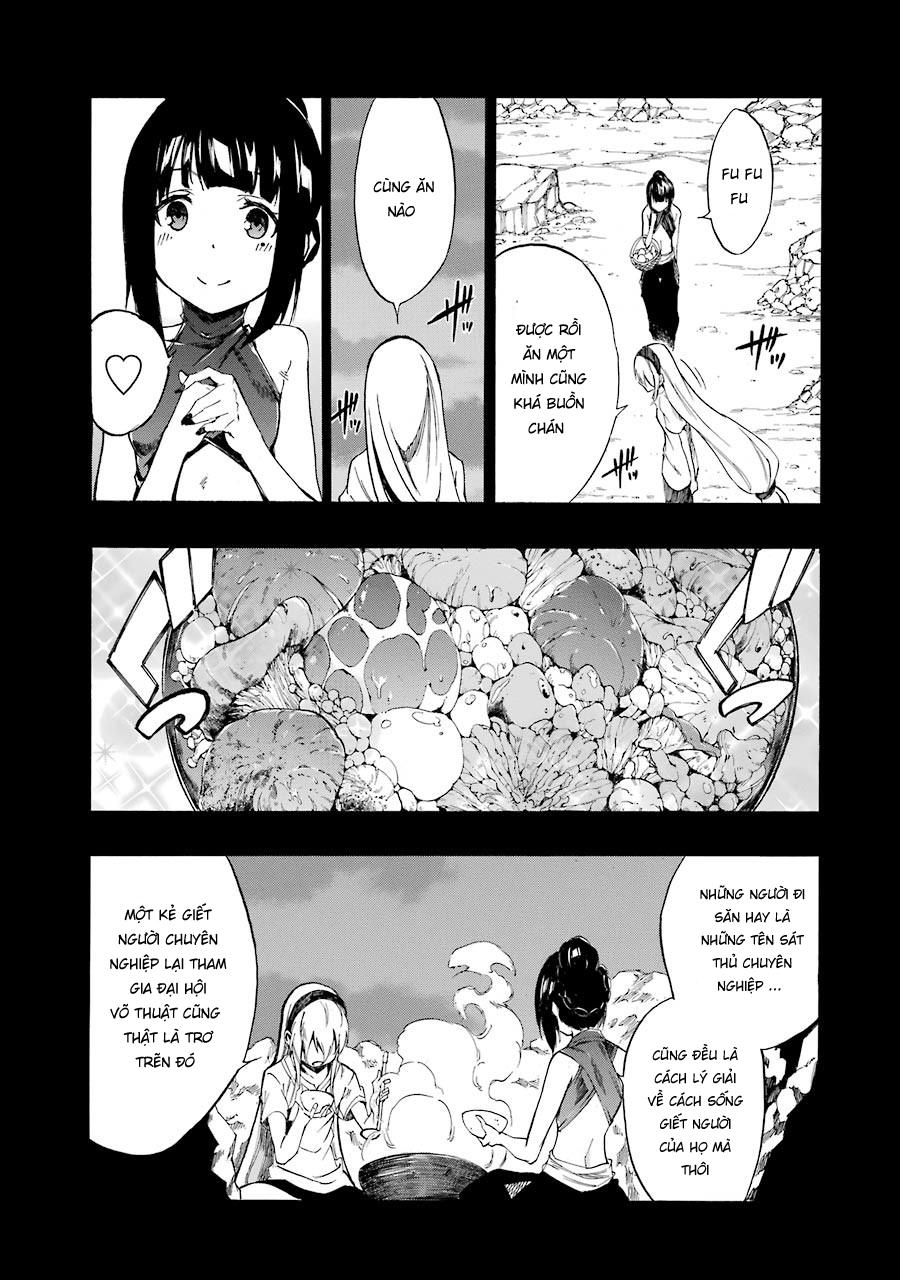 FU FU
FU
ĐƯỢC RỒI
ĂN MỘT
MÌNH CŨNG
KHÁ BUỒN
CHÁN
CÙNG ĂN
NÀO
NHỮNG NGƯỜI ĐI
SĂN HAY LÀ
NHỮNG TÊN SÁT
THỦ CHUYÊN
NGHIỆP ...
CŨNG ĐỀU LÀ
CÁCH LÝ GIẢI
VỀ CÁCH SỐNG
GIẾT NGƯỜI
CỦA HỌ MÀ
THÔI
MỘT KẺ GIẾT
NGƯỜI CHUYÊN
NGHIỆP LẠI THAM
GIA ĐẠI HỘI
VÕ THUẬT CŨNG
THẬT LÀ TRƠ
TRẼN ĐÓ